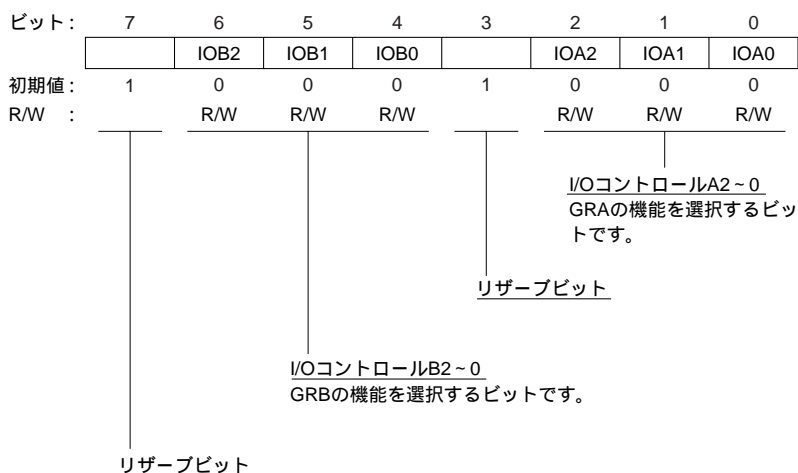 ビット： 7 6 5 4 3 2 1 0
IOB2 IOB1 IOB0 IOA2 IOA1 IOA0
初期値： 1 0 0 0 1 0 0 0
R/W ： R/W R/W R/W R/W R/W R/W
I/OコントロールA2～0
GRAの機能を選択するビッ
トです。
リザーブビット
I/OコントロールB2～0
GRBの機能を選択するビットです。
リザーブビット